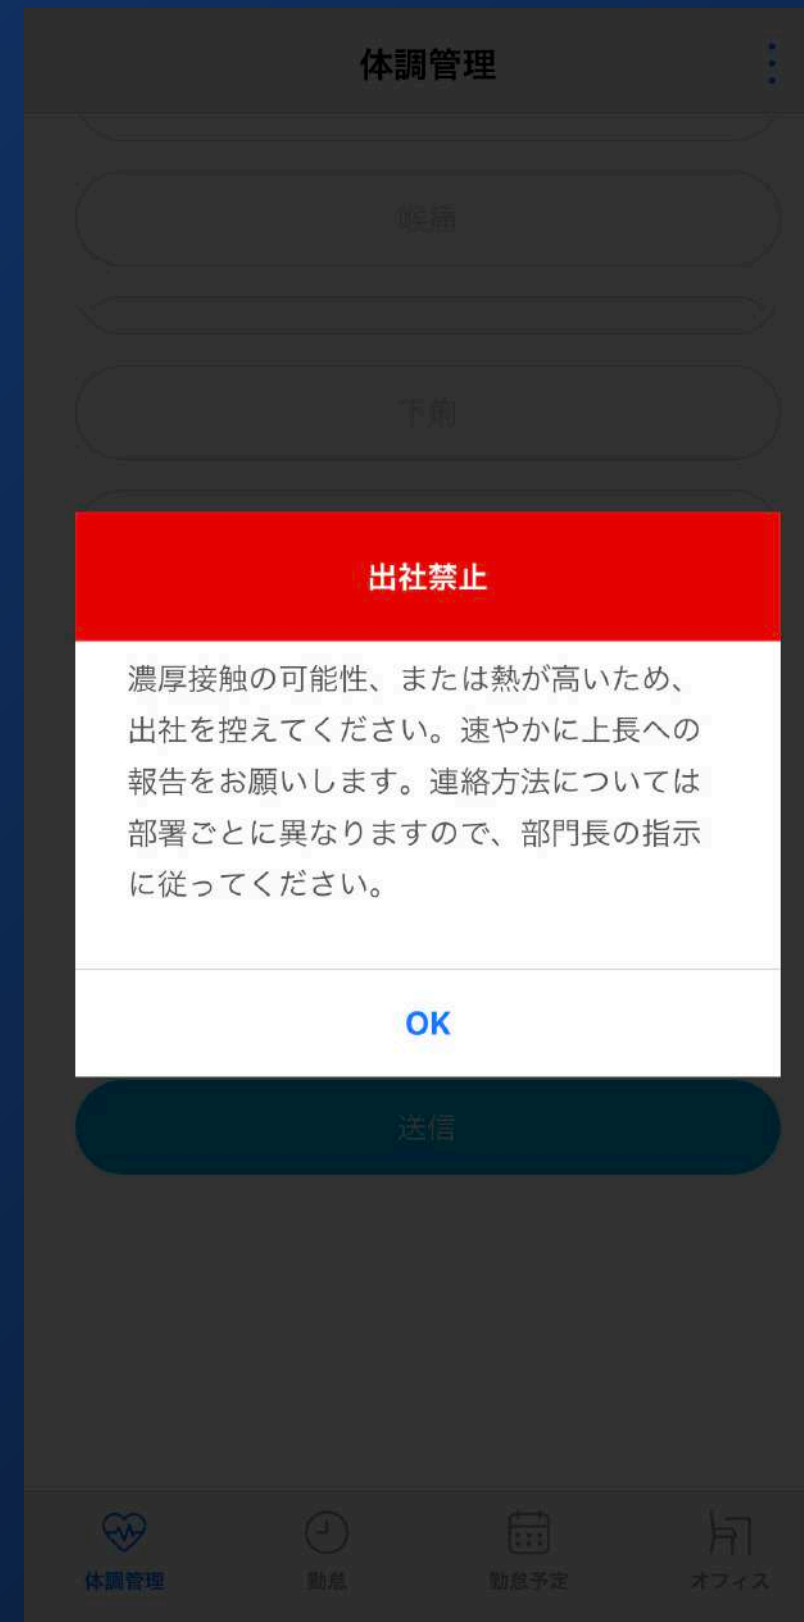 体調管理
喉痛
下痢
出社禁止
濃厚接触の可能性、または熱が高いため、
出社を控えてください。速やかに上長への
報告をお願いします。連絡方法については
部署ごとに異なりますので、部門長の指示
に従ってください。
OK
送信
体調管理
勤怠
勤怠予定
オフィス